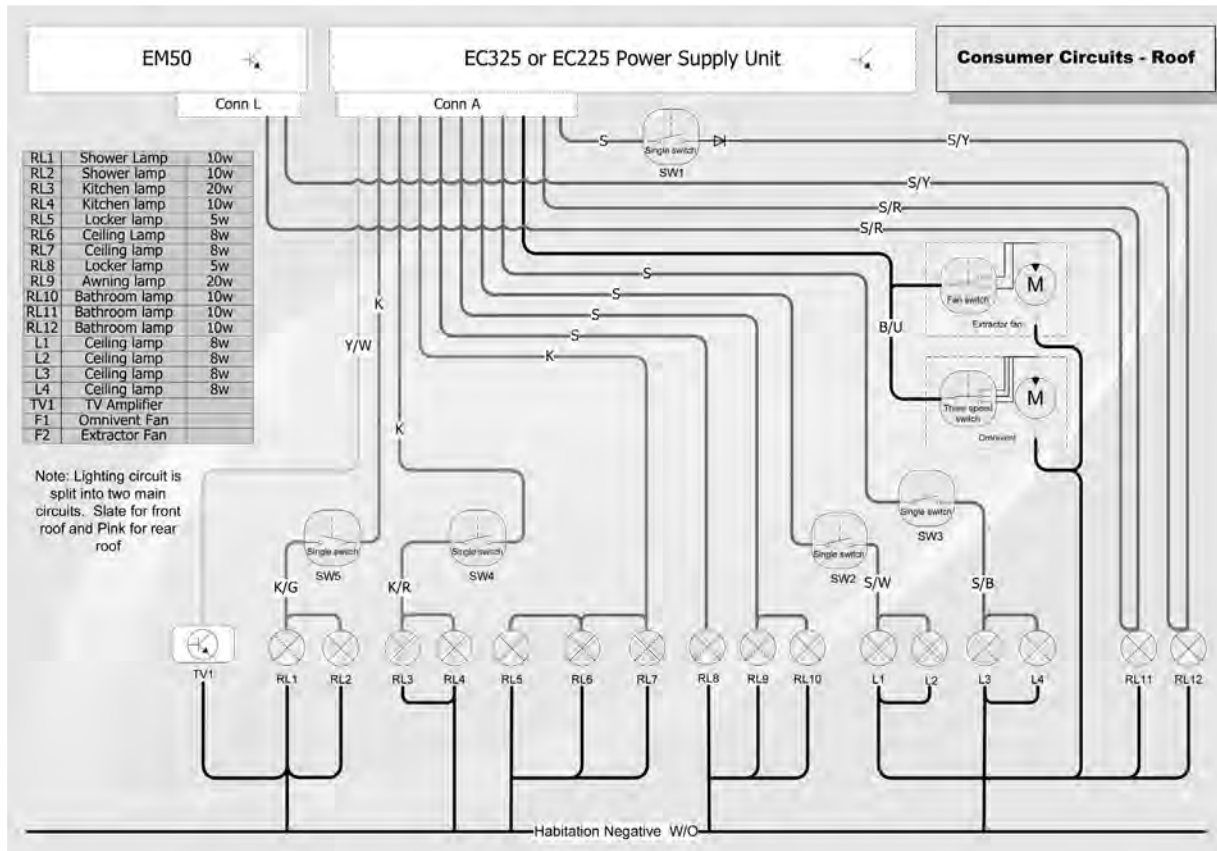 EM50
EC325 or EC225 Power Supply Unit
Consumer Circuits - Roof
Conn L
Conn A
RL1 Shower Lamp 10w
RL2 Shower lamp 10w
RL3 Kitchen lamp 20w
RL4 Kitchen lamp 10w
RL5 Locker lamp 5w
RL6 Ceiling Lamp 8w
RL7 Ceiling lamp 8w
RL8 Locker lamp 5w
RL9 Awning lamp 20w
RL10 Bathroom lamp 10w
RL11 Bathroom lamp 10w
RL12 Bathroom lamp 10w
L1 Ceiling lamp 8w
L2 Ceiling lamp 8w
L3 Ceiling lamp 8w
L4 Ceiling lamp 8w
TV1 TV Amplifier
F1 Omnivent Fan
F2 Extractor Fan
Note: Lighting circuit is
split into two main
circuits. Slate for front
roof and Pink for rear
roof
S
Single switch
SW1
S/Y
S/Y
S/R
S/R
S
S
S
S
K
K
Y/W
K
B/U
Fan switch
M
Extractor fan
Three speed
switch
M
Omnivent
Single switch
SW5
Single switch
SW4
Single switch
SW2
Single switch
SW3
K/G
K/R
S/W
S/B
TV1
RL1
RL2
RL3
RL4
RL5
RL6
RL7
RL8
RL9
RL10
L1
L2
L3
L4
RL11
RL12
Habitation Negative W/O